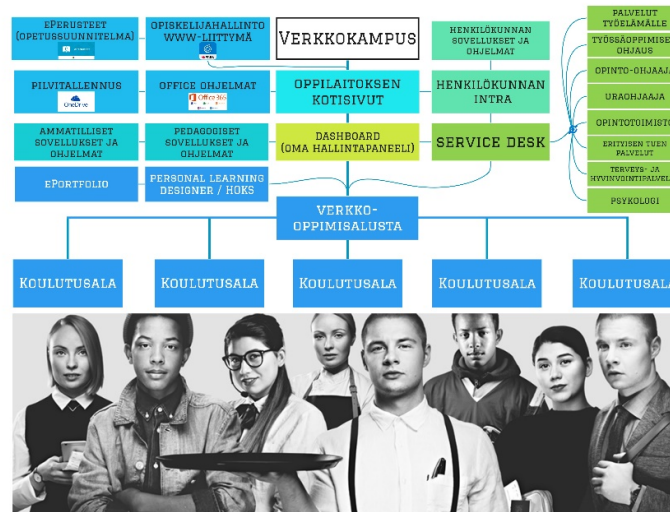 ePerusteet
(opetussuunnitelma)
Opiskelijahallinto
www-liittymä
Verkkokampus
Henkilökunnan
sovellukset ja
ohjelmat
Palvelut
työelämälle
Työssäoppimisen
ohjaus
Opinto-ohjaaja
Uraohjaaja
Opintotoimisto
Erityisen tuen
palvelut
Terveys- ja
hyvinvointipalvel
Psykologi
Pilvitallennus
OneDrive
Office ohjelmat
Office 365
Oppilaitoksen
kotisivut
Henkilökunnan
intra
Ammatilliset
sovellukset ja
ohjelmat
Pedagogiset
sovellukset ja
ohjelmat
Dashboard
(oma hallintapaneeli)
Service Desk
ePortfolio
Personal Learning
Designer / HOKS
Verkko-
oppimisalusta
Koulutusala
Koulutusala
Koulutusala
Koulutusala
Koulutusala